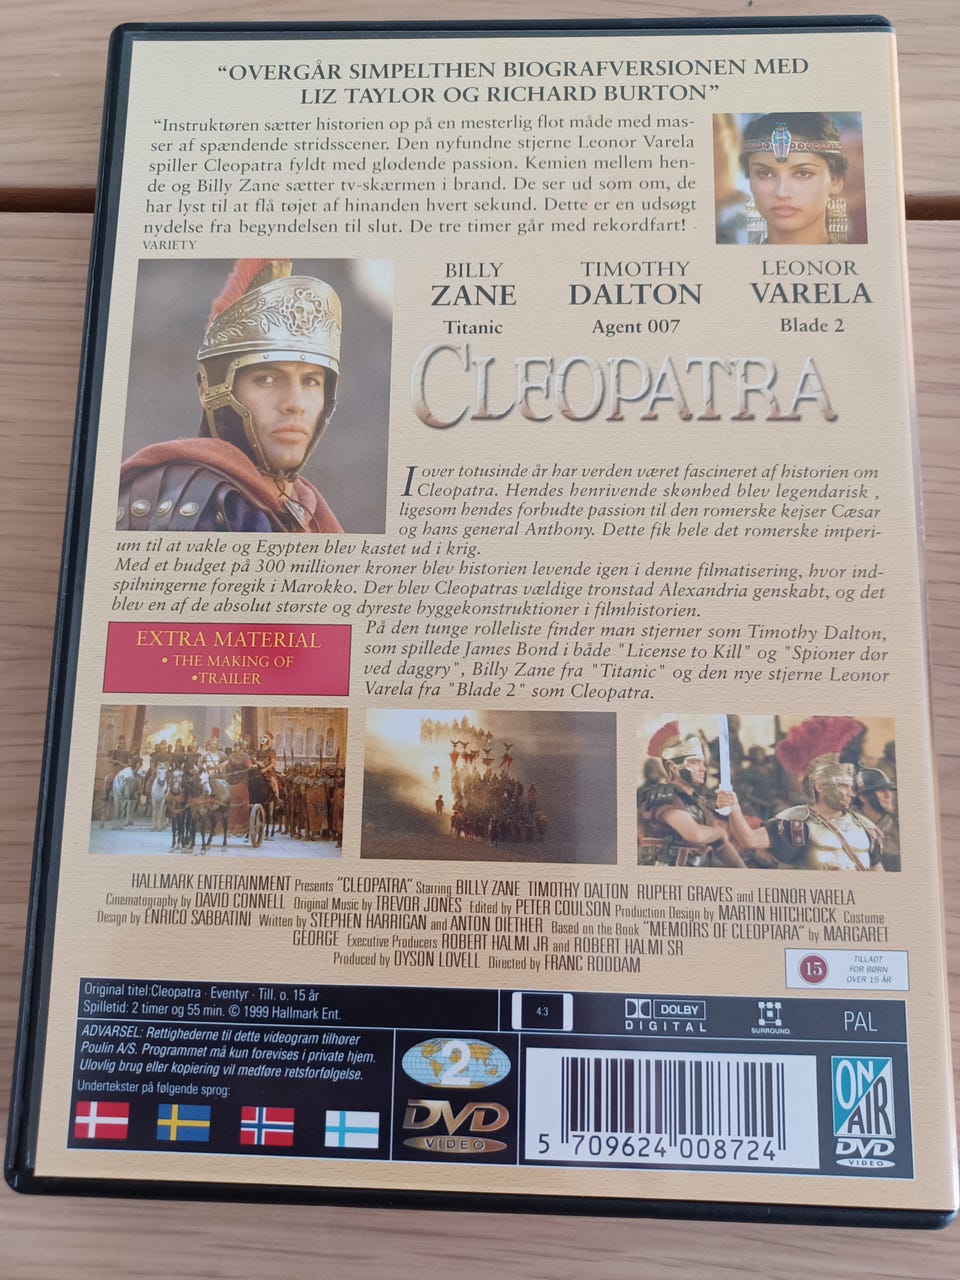 “OVERGÅR SIMPELTHEN BIOGRAFVERSIONEN MED
LIZ TAYLOR OG RICHARD BURTON”
“Instruktøren sætter historien op på en mesterlig flot måde med mas-
ser af spændende stridsscener. Den nyfundne stjerne Leonor Varela
spiller Cleopatra fyldt med glødende passion. Kemien mellem hen-
de og Billy Zane sætter tv-skærmen i brand. De ser ud som om, de
har lyst til at flå tøjet af hinanden hvert sekund. Dette er en udsøgt
nydelse fra begyndelsen til slut. De tre timer går med rekordfart! -
VARIETY
BILLY
ZANE
Titanic
TIMOTHY
DALTON
Agent 007
LEONOR
VARELA
Blade 2
CLEOPATRA
I over totusinde år har verden været fascineret af historien om
Cleopatra. Hendes henrivende skønhed blev legendarisk ,
ligesom hendes forbudte passion til den romerske kejser Cæsar
og hans general Anthony. Dette fik hele det romerske imperi-
um til at vakle og Egypten blev kastet ud i krig.
Med et budget på 300 millioner kroner blev historien levende igen i denne filmatisering, hvor ind-
spilningerne foregik i Marokko. Der blev Cleopatras vældige tronstad Alexandria genskabt, og det
blev en af de absolut største og dyreste byggekonstruktioner i filmhistorien.
På den tunge rolleliste finder man stjerner som Timothy Dalton,
som spillede James Bond i både "License to Kill" og "Spioner dør
ved daggry", Billy Zane fra "Titanic" og den nye stjerne Leonor
Varela fra "Blade 2" som Cleopatra.
EXTRA MATERIAL
• THE MAKING OF
•TRAILER
HALLMARK ENTERTAINMENT Presents "CLEOPATRA" Starring BILLY ZANE TIMOTHY DALTON RUPERT GRAVES and LEONOR VARELA
Cinematography by DAVID CONNELL Original Music by TREVOR JONES Edited by PETER COULSON Production Design by MARTIN HITCHCOCK Costume
Design by ENRICO SABBATINI Written by STEPHEN HARRIGAN and ANTON DIETHER Based on the Book "MEMOIRS OF CLEOPTARA" by MARGARET
GEORGE Executive Producers ROBERT HALMI JR and ROBERT HALMI SR
Produced by DYSON LOVELL Directed by FRANC RODDAM
15
TILLADT
FOR BØRN
OVER 15 ÅR
Original titel:Cleopatra · Eventyr · Till. o. 15 år
Spilletid: 2 timer og 55 min. © 1999 Hallmark Ent.
4:3
DOLBY
DIGITAL
SURROUND
PAL
ADVARSEL: Rettighederne til dette videogram tilhører
Poulin A/S. Programmet må kun forevises i private hjem.
Ulovlig brug eller kopiering vil medføre retsforfølgelse.
Undertekster på følgende sprog:
2
DVD
VIDEO
5 709624 008724
ON
AIR
DVD
VIDEO